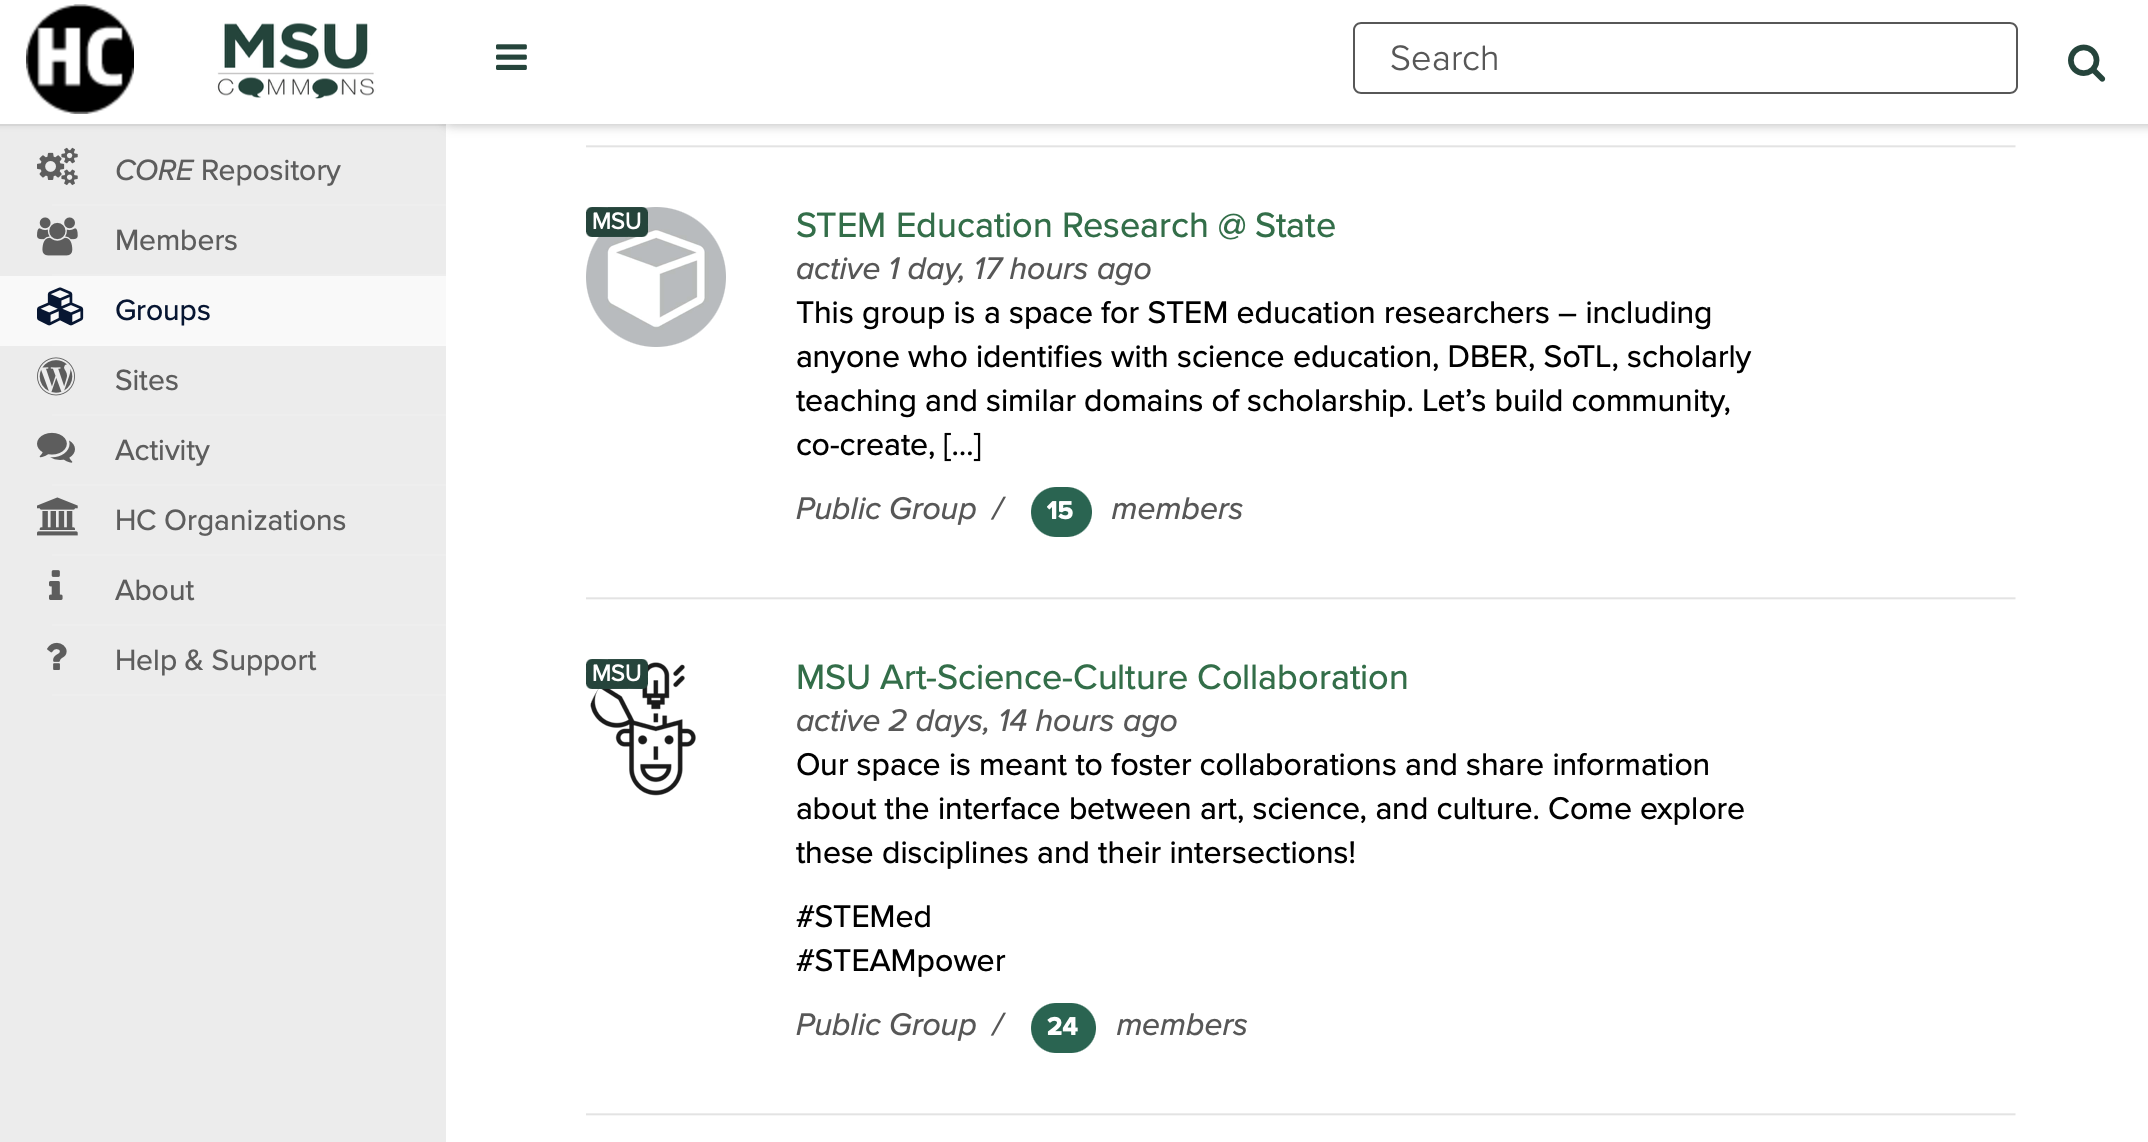 HC
MSU
COMMONS
Search
CORE Repository
Members
Groups
Sites
Activity
HC Organizations
About
Help & Support
MSU
STEM Education Research @ State
active 1 day, 17 hours ago
This group is a space for STEM education researchers – including
anyone who identifies with science education, DBER, SoTL, scholarly
teaching and similar domains of scholarship. Let’s build community,
co-create, [...]
Public Group / 15 members
MSU
MSU Art-Science-Culture Collaboration
active 2 days, 14 hours ago
Our space is meant to foster collaborations and share information
about the interface between art, science, and culture. Come explore
these disciplines and their intersections!
#STEMed
#STEAMpower
Public Group / 24 members